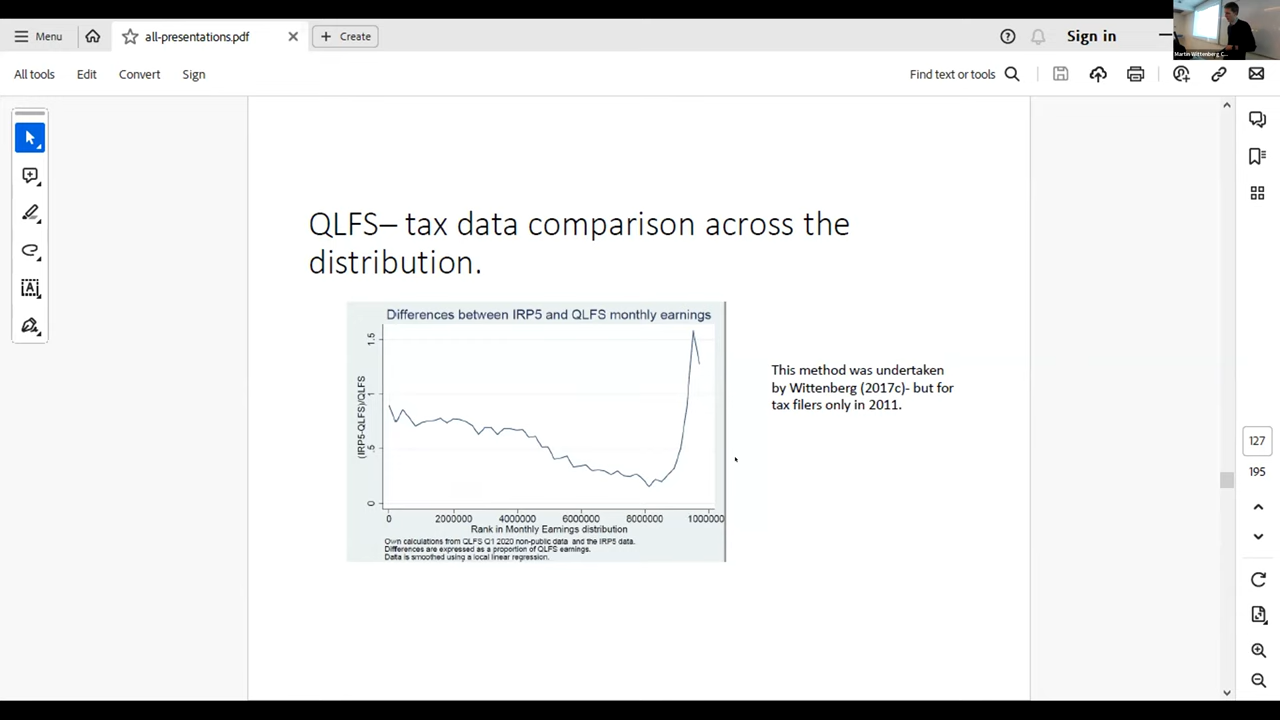 Menu
all-presentations.pdf
Create
Sign in
All tools
Edit
Convert
Sign
Find text or tools
Martin Wittenberg C...
QLFS– tax data comparison across the
distribution.
Differences between IRP5 and QLFS monthly earnings
(IRP5-QLFS)/QLFS
1.5
1
.5
0
0
2000000
4000000
6000000
8000000
1000000
Rank in Monthly Earnings distribution
Own calculations from QLFS Q1 2020 non-public data and the IRP5 data.
Differences are expressed as a proportion of QLFS earnings.
Data is smoothed using a local linear regression.
This method was undertaken
by Wittenberg (2017c)- but for
tax filers only in 2011.
127
195